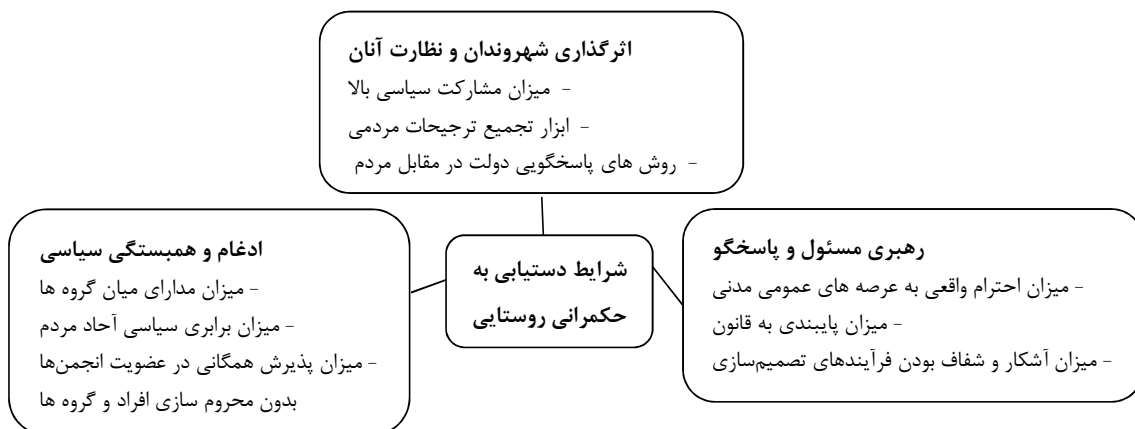 اثرگذاری شهروندان و نظارت آنان
- میزان مشارکت سیاسی بالا
- ابزار تجمیع ترجیحات مردمی
- روش های پاسخگویی دولت در مقابل مردم
رهبری مسئول و پاسخگو
- میزان احترام واقعی به عرصه های عمومی مدنی
- میزان پایبندی به قانون
- میزان آشکار و شفاف بودن فرآیندهای تصمیم‌سازی
شرایط دستیابی به
حکمرانی روستایی
ادغام و همبستگی سیاسی
- میزان مدارای میان گروه ها
- میزان برابری سیاسی آحاد مردم
- میزان پذیرش همگانی در عضویت انجمن‌ها
بدون محروم سازی افراد و گروه ها